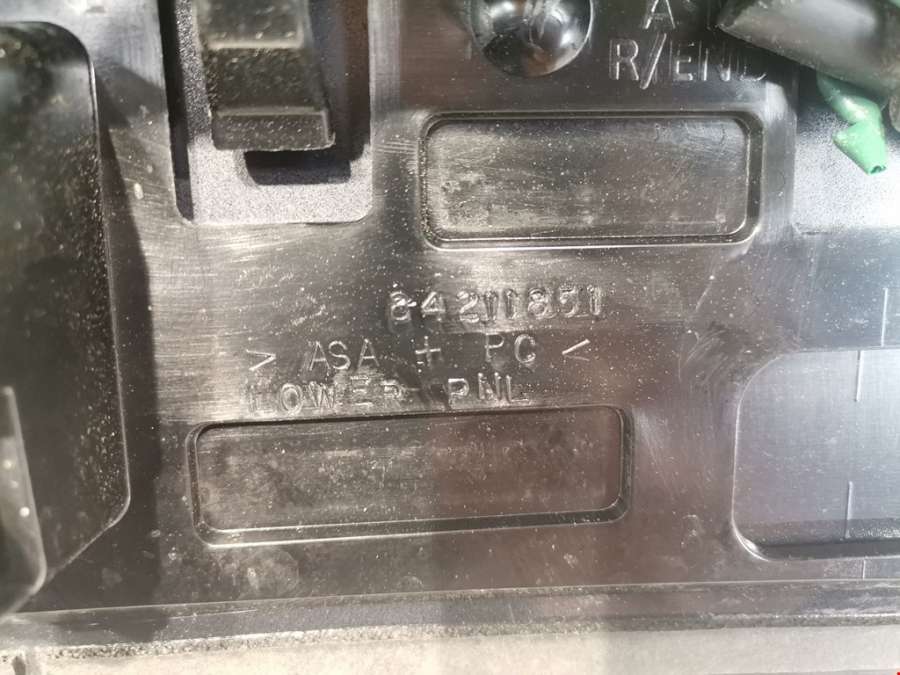 R/END
84211851
> ASA + PC <
LOWER PNL